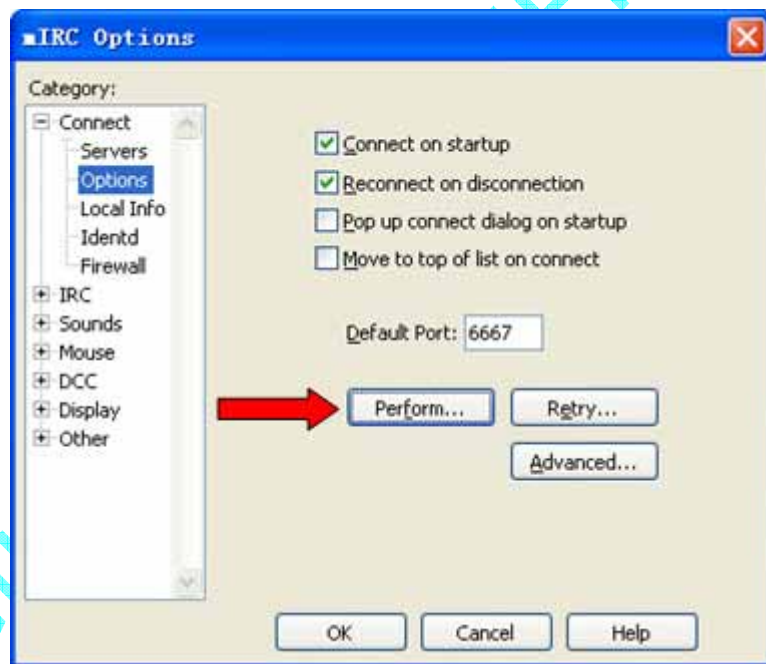 mIRC Options
Category:
Connect
Servers
Options
Local Info
Identd
Firewall
IRC
Sounds
Mouse
DCC
Display
Other
Connect on startup
Reconnect on disconnection
Pop up connect dialog on startup
Move to top of list on connect
Default Port: 6667
Perform... Retry...
Advanced...
OK Cancel Help